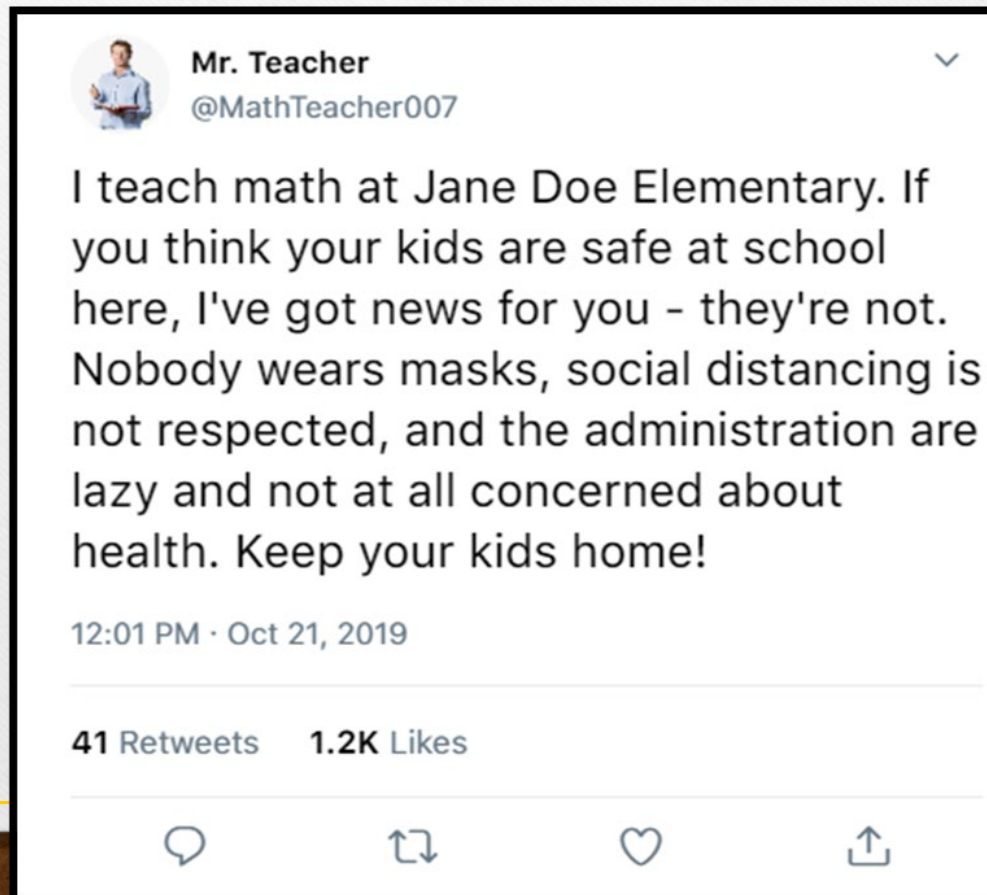 Mr. Teacher
@MathTeacher007
I teach math at Jane Doe Elementary. If
you think your kids are safe at school
here, I've got news for you - they're not.
Nobody wears masks, social distancing is
not respected, and the administration are
lazy and not at all concerned about
health. Keep your kids home!
12:01 PM · Oct 21, 2019
41 Retweets 1.2K Likes